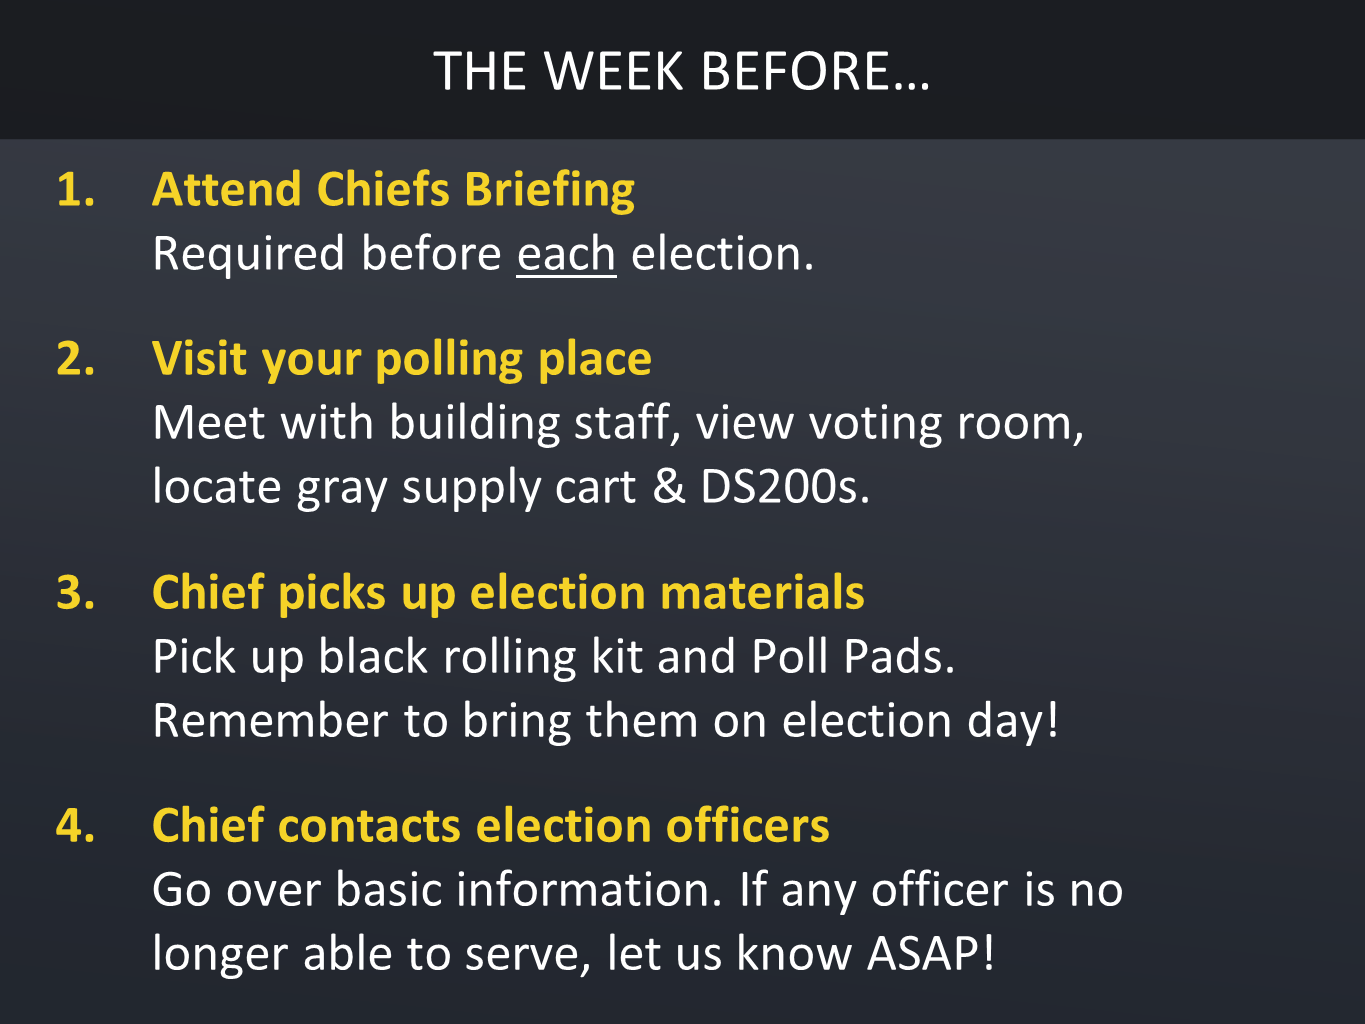 THE WEEK BEFORE…
1. Attend Chiefs Briefing
Required before each election.
2. Visit your polling place
Meet with building staff, view voting room,
locate gray supply cart & DS200s.
3. Chief picks up election materials
Pick up black rolling kit and Poll Pads.
Remember to bring them on election day!
4. Chief contacts election officers
Go over basic information. If any officer is no
longer able to serve, let us know ASAP!